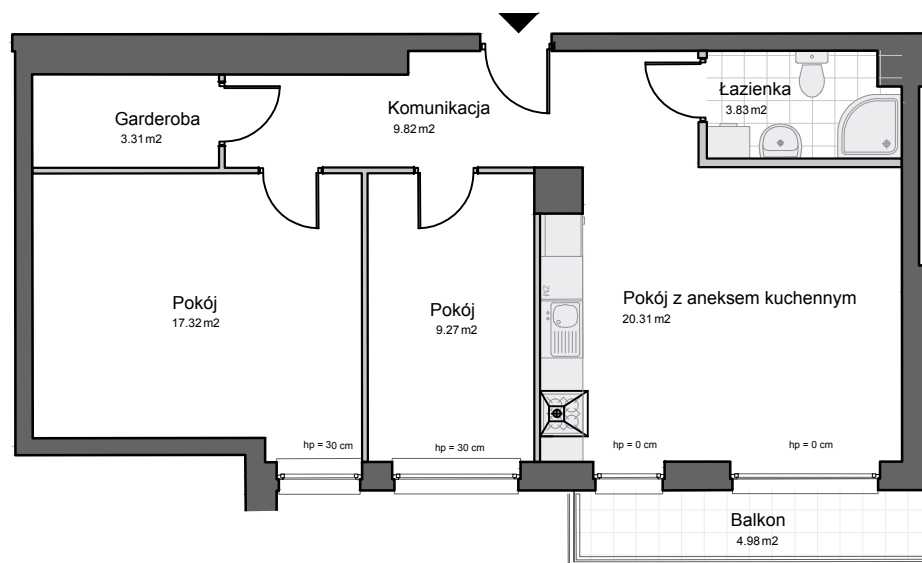 Łazienka
3.83 m2
Komunikacja
9.82 m2
Garderoba
3.31 m2
Pokój
17.32 m2
Pokój
9.27 m2
ZM
Pokój z aneksem kuchennym
20.31 m2
hp = 30 cm
hp = 30 cm
hp = 0 cm
hp = 0 cm
Balkon
4.98 m2